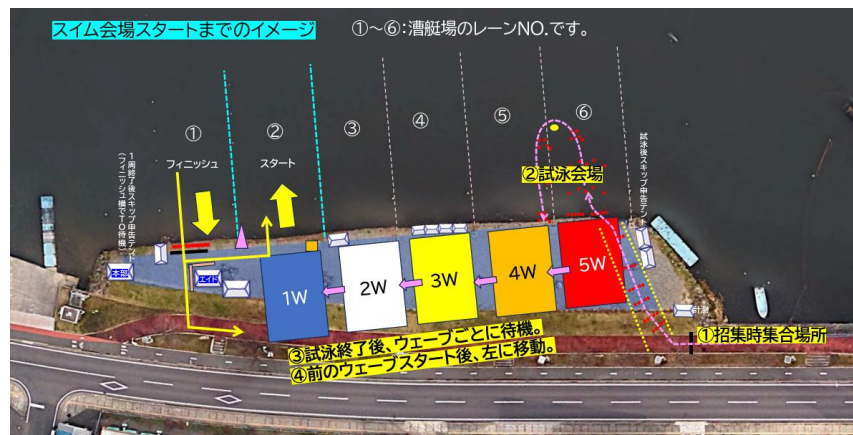 スイム会場スタートまでのイメージ
①～⑥:漕艇場のレーンNO.です。
①
②
③
④
⑤
⑥
フィニッシュ
スタート
1周終了後スキップ申告テント
(フィニッシュ横でTO待機)
試泳後スキップ申告テント
②試泳会場
本部
エイド
1W
2W
3W
4W
5W
計測
①招集時集合場所
③試泳終了後、ウェーブごとに待機。
④前のウェーブスタート後、左に移動。